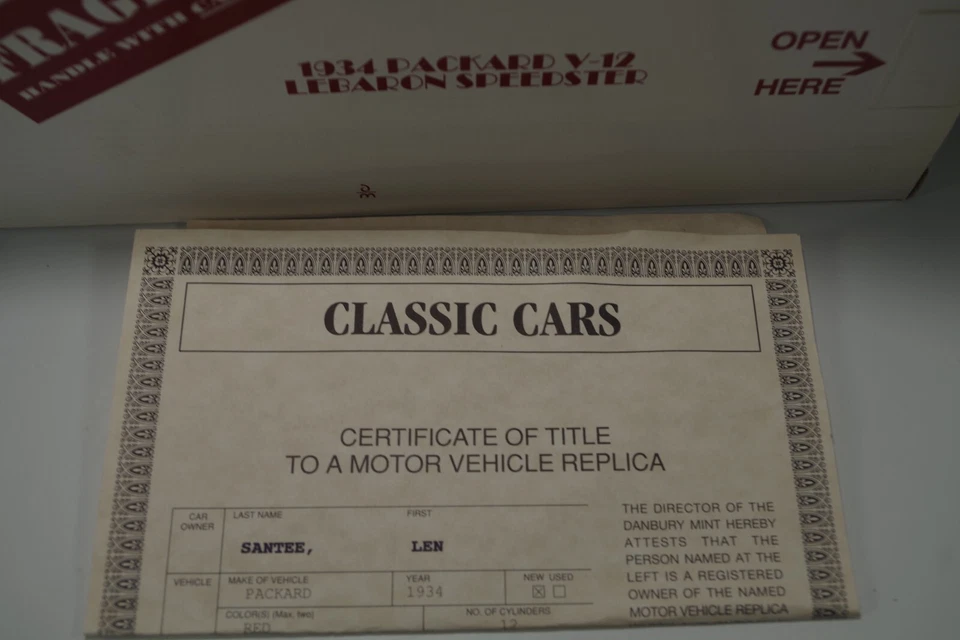 FRAGILE
HANDLE WITH CARE
1934 PACKARD V-12
LEBARON SPEEDSTER
OPEN
HERE
CLASSIC CARS
CERTIFICATE OF TITLE
TO A MOTOR VEHICLE REPLICA
CAR OWNER
LAST NAME FIRST
SANTEE, LEN
VEHICLE
MAKE OF VEHICLE YEAR NEW USED
PACKARD 1934
COLOR(S) (Max. two) NO. OF CYLINDERS
RED 12
THE DIRECTOR OF THE
DANBURY MINT HEREBY
ATTESTS THAT THE
PERSON NAMED AT THE
LEFT IS A REGISTERED
OWNER OF THE NAMED
MOTOR VEHICLE REPLICA